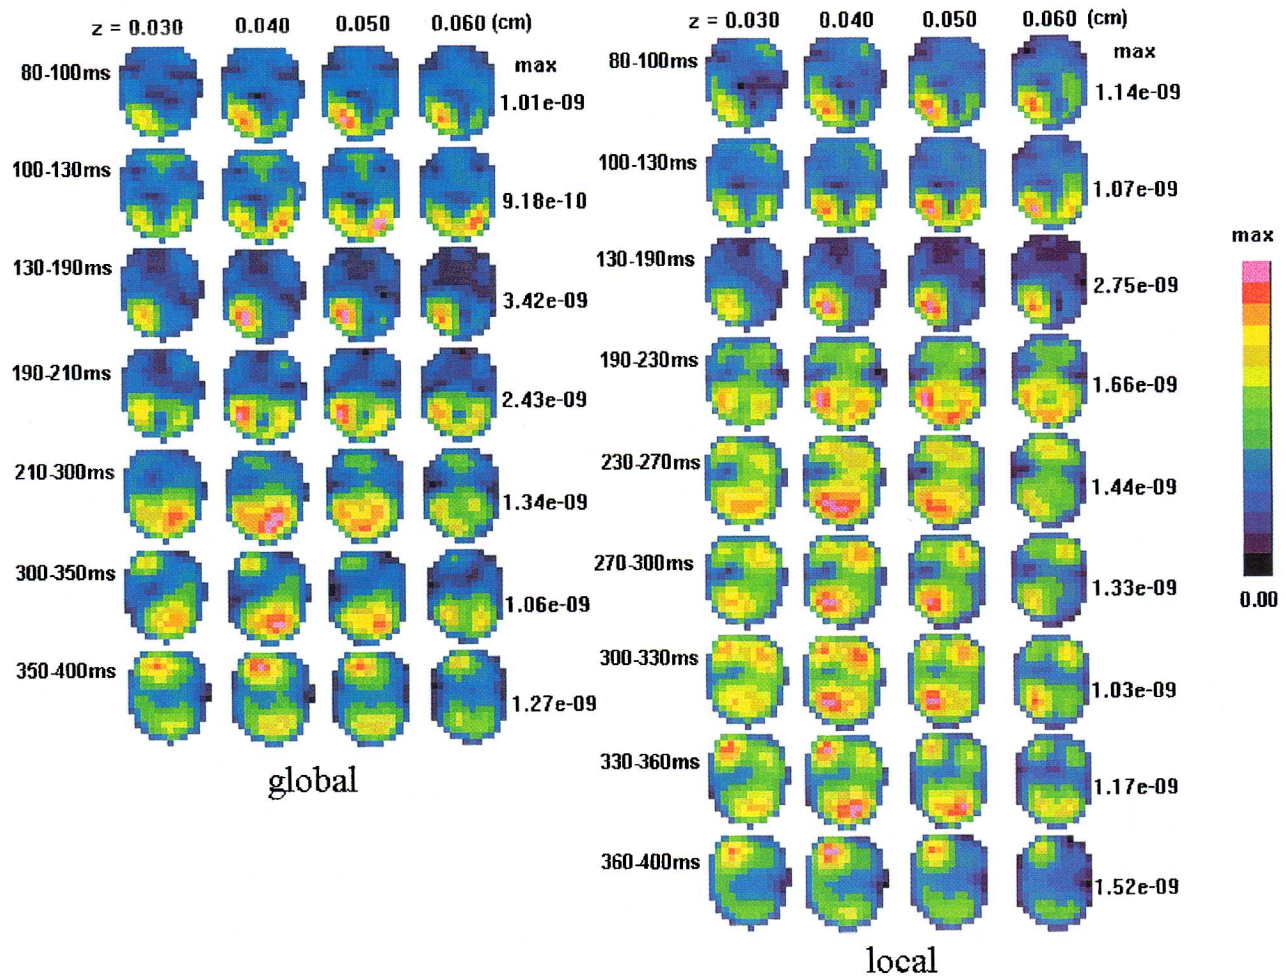 z = 0.030 0.040 0.050 0.060 (cm)
max
80-100ms 1.01e-09
100-130ms 9.18e-10
130-190ms 3.42e-09
190-210ms 2.43e-09
210-300ms 1.34e-09
300-350ms 1.06e-09
350-400ms 1.27e-09
global
z = 0.030 0.040 0.050 0.060 (cm)
max
80-100ms 1.14e-09
100-130ms 1.07e-09
130-190ms 2.75e-09
190-230ms 1.66e-09
230-270ms 1.44e-09
270-300ms 1.33e-09
300-330ms 1.03e-09
330-360ms 1.17e-09
360-400ms 1.52e-09
local
max
0.00